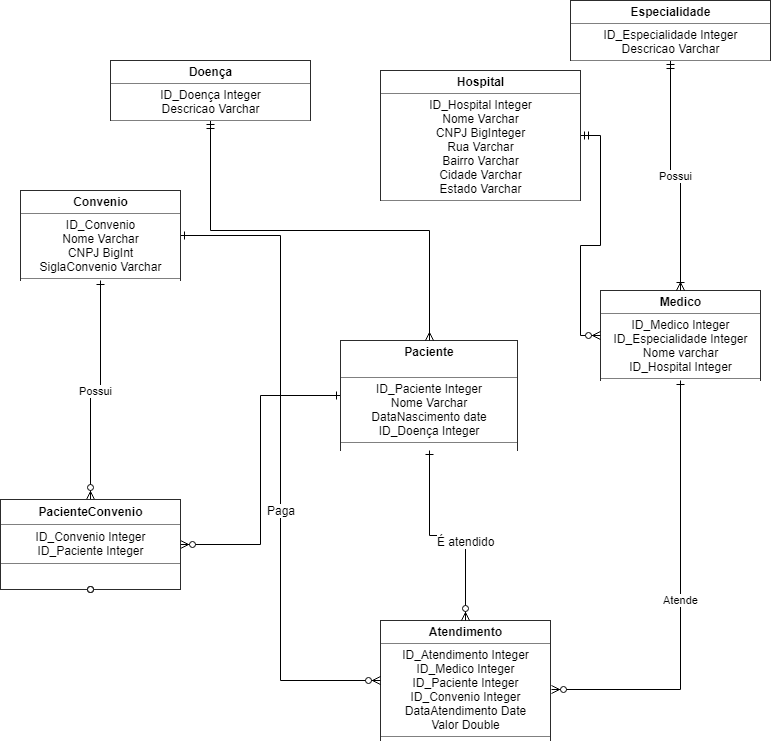 Especialidade
ID_Especialidade Integer
Descricao Varchar
Doença
ID_Doença Integer
Descricao Varchar
Hospital
ID_Hospital Integer
Nome Varchar
CNPJ BigInteger
Rua Varchar
Bairro Varchar
Cidade Varchar
Estado Varchar
Possui
Convenio
ID_Convenio
Nome Varchar
CNPJ BigInt
SiglaConvenio Varchar
Medico
ID_Medico Integer
ID_Especialidade Integer
Nome varchar
ID_Hospital Integer
Paciente
ID_Paciente Integer
Nome Varchar
DataNascimento date
ID_Doença Integer
Possui
PacienteConvenio
ID_Convenio Integer
ID_Paciente Integer
Paga
É atendido
Atende
Atendimento
ID_Atendimento Integer
ID_Medico Integer
ID_Paciente Integer
ID_Convenio Integer
DataAtendimento Date
Valor Double